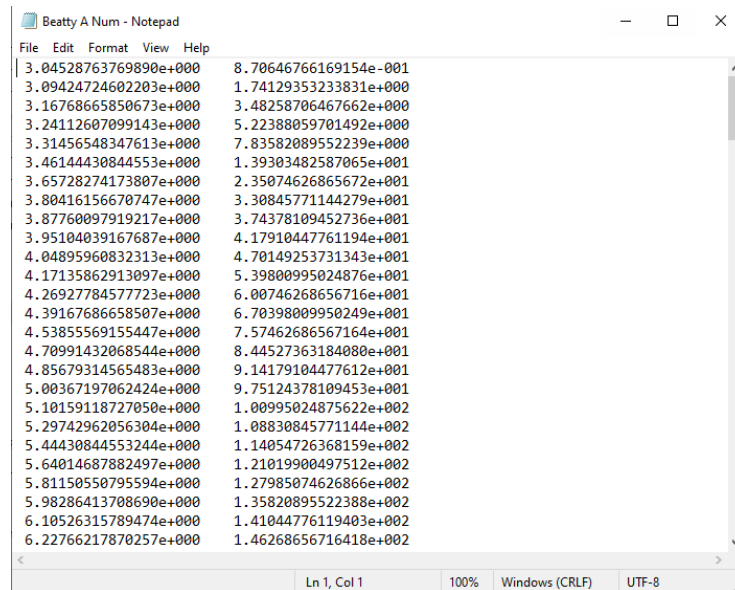 Beatty A Num - Notepad
File Edit Format View Help
3.04528763769890e+000 8.70646766169154e-001
3.09424724602203e+000 1.74129353233831e+000
3.16768665850673e+000 3.48258706467662e+000
3.24112607099143e+000 5.22388059701492e+000
3.31456548347613e+000 7.83582089552239e+000
3.46144430844553e+000 1.39303482587065e+001
3.65728274173807e+000 2.35074626865672e+001
3.80416156670747e+000 3.30845771144279e+001
3.87760097919217e+000 3.74378109452736e+001
3.95104039167687e+000 4.17910447761194e+001
4.04895960832313e+000 4.70149253731343e+001
4.17135862913097e+000 5.39800995024876e+001
4.26927784577723e+000 6.00746268656716e+001
4.39167686658507e+000 6.70398009950249e+001
4.53855569155447e+000 7.57462686567164e+001
4.70991432068544e+000 8.44527363184080e+001
4.85679314565483e+000 9.14179104477612e+001
5.00367197062424e+000 9.75124378109453e+001
5.10159118727050e+000 1.00995024875622e+002
5.29742962056304e+000 1.08830845771144e+002
5.44430844553244e+000 1.14054726368159e+002
5.64014687882497e+000 1.21019900497512e+002
5.81150550795594e+000 1.27985074626866e+002
5.98286413708690e+000 1.35820895522388e+002
6.10526315789474e+000 1.41044776119403e+002
6.22766217870257e+000 1.46268656716418e+002
Ln 1, Col 1 100% Windows (CRLF) UTF-8